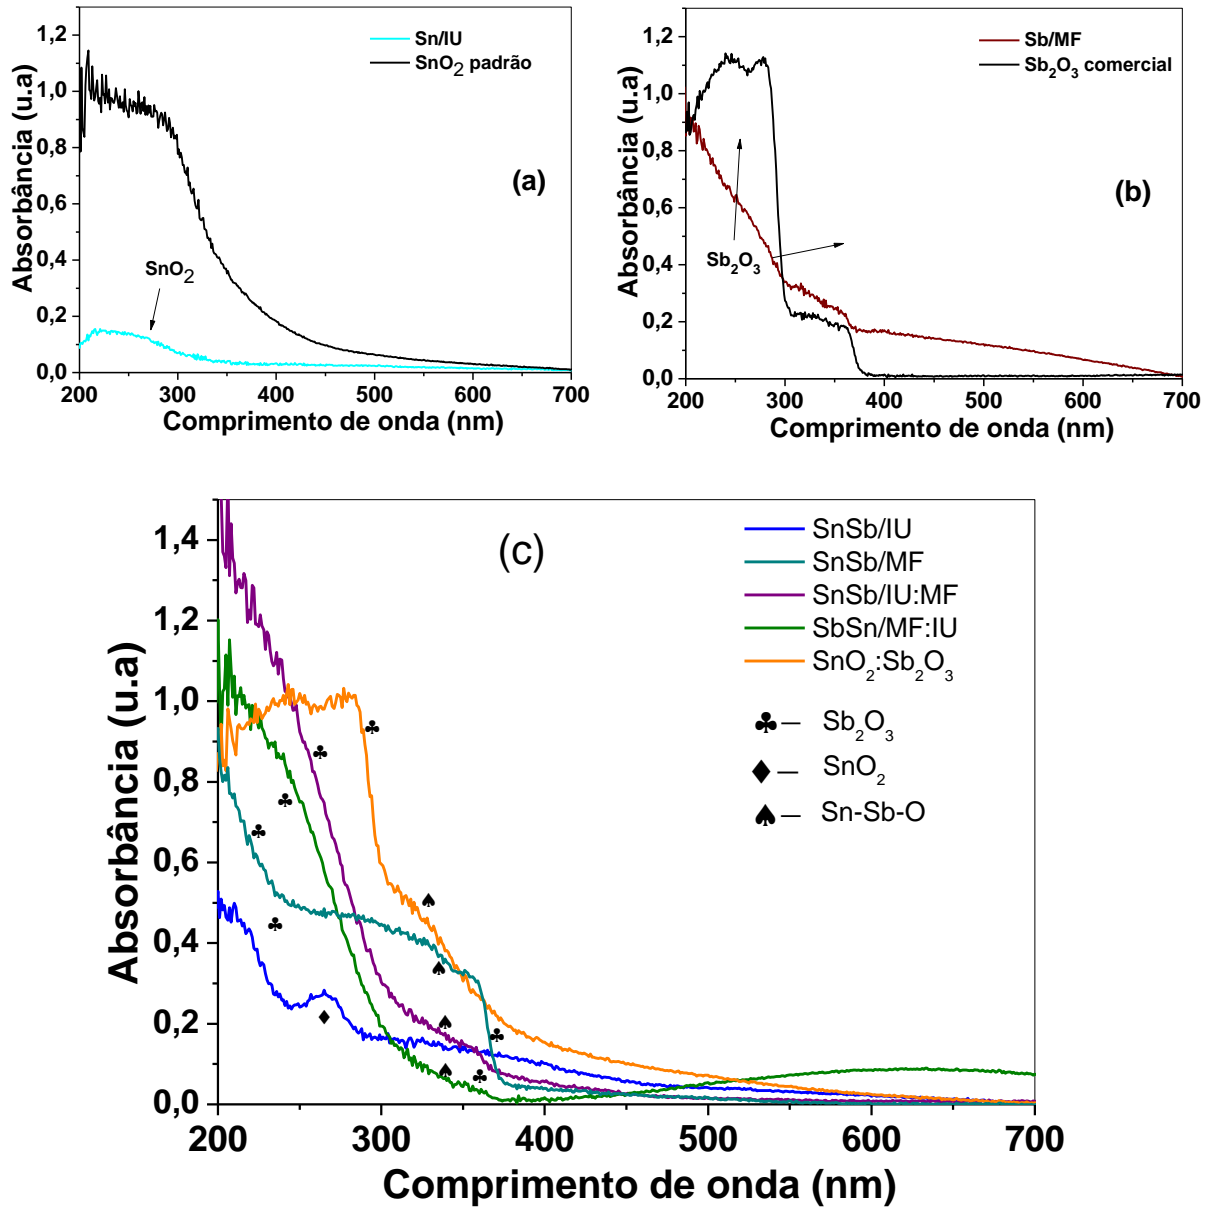 Sn/IU
SnO2 padrão
(a)
SnO2
Absorbância (u.a)
1,2
1,0
0,8
0,6
0,4
0,2
0,0
200 300 400 500 600 700
Comprimento de onda (nm)
Sb/MF
Sb2O3 comercial
(b)
Sb2O3
Absorbância (u.a)
1,2
1,0
0,8
0,6
0,4
0,2
0,0
200 300 400 500 600 700
Comprimento de onda (nm)
(c)
SnSb/IU
SnSb/MF
SnSb/IU:MF
SbSn/MF:IU
SnO2:Sb2O3
♣ – Sb2O3
♦ – SnO2
♠ – Sn-Sb-O
Absorbância (u.a)
1,4
1,2
1,0
0,8
0,6
0,4
0,2
0,0
200 300 400 500 600 700
Comprimento de onda (nm)